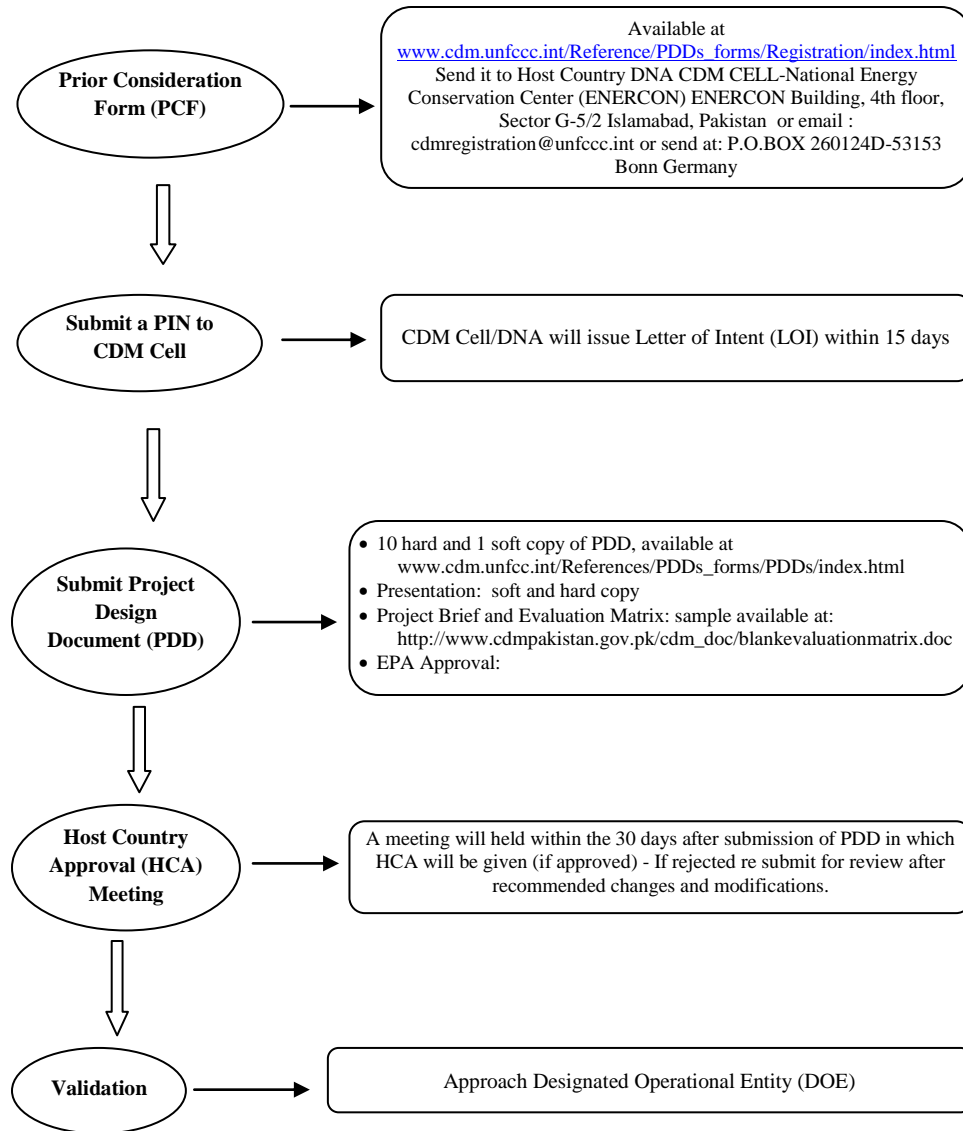 Prior Consideration
Form (PCF)
Available at
www.cdm.unfccc.int/Reference/PDDs_forms/Registration/index.html
Send it to Host Country DNA CDM CELL-National Energy
Conservation Center (ENERCON) ENERCON Building, 4th floor,
Sector G-5/2 Islamabad, Pakistan or email :
cdmregistration@unfccc.int or send at: P.O.BOX 260124D-53153
Bonn Germany
Submit a PIN to
CDM Cell
CDM Cell/DNA will issue Letter of Intent (LOI) within 15 days
Submit Project
Design
Document (PDD)
• 10 hard and 1 soft copy of PDD, available at
www.cdm.unfcc.int/References/PDDs_forms/PDDs/index.html
• Presentation: soft and hard copy
• Project Brief and Evaluation Matrix: sample available at:
http://www.cdmpakistan.gov.pk/cdm_doc/blankevaluationmatrix.doc
• EPA Approval:
Host Country
Approval (HCA)
Meeting
A meeting will held within the 30 days after submission of PDD in which
HCA will be given (if approved) - If rejected re submit for review after
recommended changes and modifications.
Validation
Approach Designated Operational Entity (DOE)